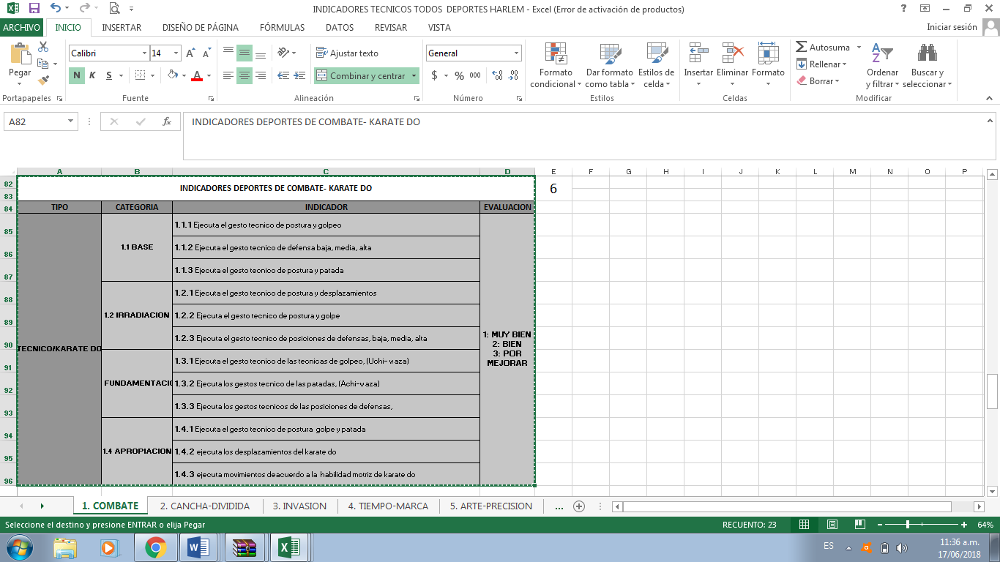 INDICADORES TECNICOS TODOS  DEPORTES HARLEM - Excel (Error de activación de productos)
ARCHIVO INICIO INSERTAR DISEÑO DE PÁGINA FÓRMULAS DATOS REVISAR VISTA Iniciar sesión
Pegar
Calibri 14
N K S
Ajustar texto
Combinar y centrar
General
$ % 000
Formato condicional
Dar formato como tabla
Estilos de celda
Insertar Eliminar Formato
Autosuma
Rellenar
Borrar
Ordenar y filtrar
Buscar y seleccionar
Portapapeles Fuente Alineación Número Estilos Celdas Modificar
A82 fx INDICADORES DEPORTES DE COMBATE- KARATE DO
A B C D E F G H I J K L M N O P
82 INDICADORES DEPORTES DE COMBATE- KARATE DO 6
83
84 TIPO CATEGORIA INDICADOR EVALUACION
85 1.1.1 Ejecuta el gesto tecnico de postura y golpeo
86 1.1 BASE 1.1.2 Ejecuta el gesto tecnico de defensa baja, media, alta
87 1.1.3 Ejecuta el gesto tecnico de postura y patada
88 1.2.1 Ejecuta el gesto tecnico de postura y desplazamientos
89 1.2 IRRADIACION 1.2.2 Ejecuta el gesto tecnico de postura y golpe
90 1.2.3 Ejecuta el gesto tecnico de posiciones de defensas, baja, media, alta
TECNICO/KARATE DO
1: MUY BIEN
2: BIEN
3: POR
MEJORAR
91 1.3.1 Ejecuta el gesto tecnico de las tecnicas de golpeo, (Uchi- waza)
92 FUNDAMENTACIO 1.3.2 Ejecuta los gestos tecnico de las patadas, (Achi-waza)
93 1.3.3 Ejecuta los gestos tecnicos de las posiciones de defensas,
94 1.4.1 Ejecuta el gesto tecnico de postura  golpe y patada
95 1.4 APROPIACION 1.4.2 ejecuta los desplazamientos del karate do
96 1.4.3 ejecuta movimientos deacuerdo a la  habilidad motriz de karate do
1. COMBATE 2. CANCHA-DIVIDIDA 3. INVASION 4. TIEMPO-MARCA 5. ARTE-PRECISION ...
Seleccione el destino y presione ENTRAR o elija Pegar RECUENTO: 23 64%
ES 11:36 a.m.
17/06/2018